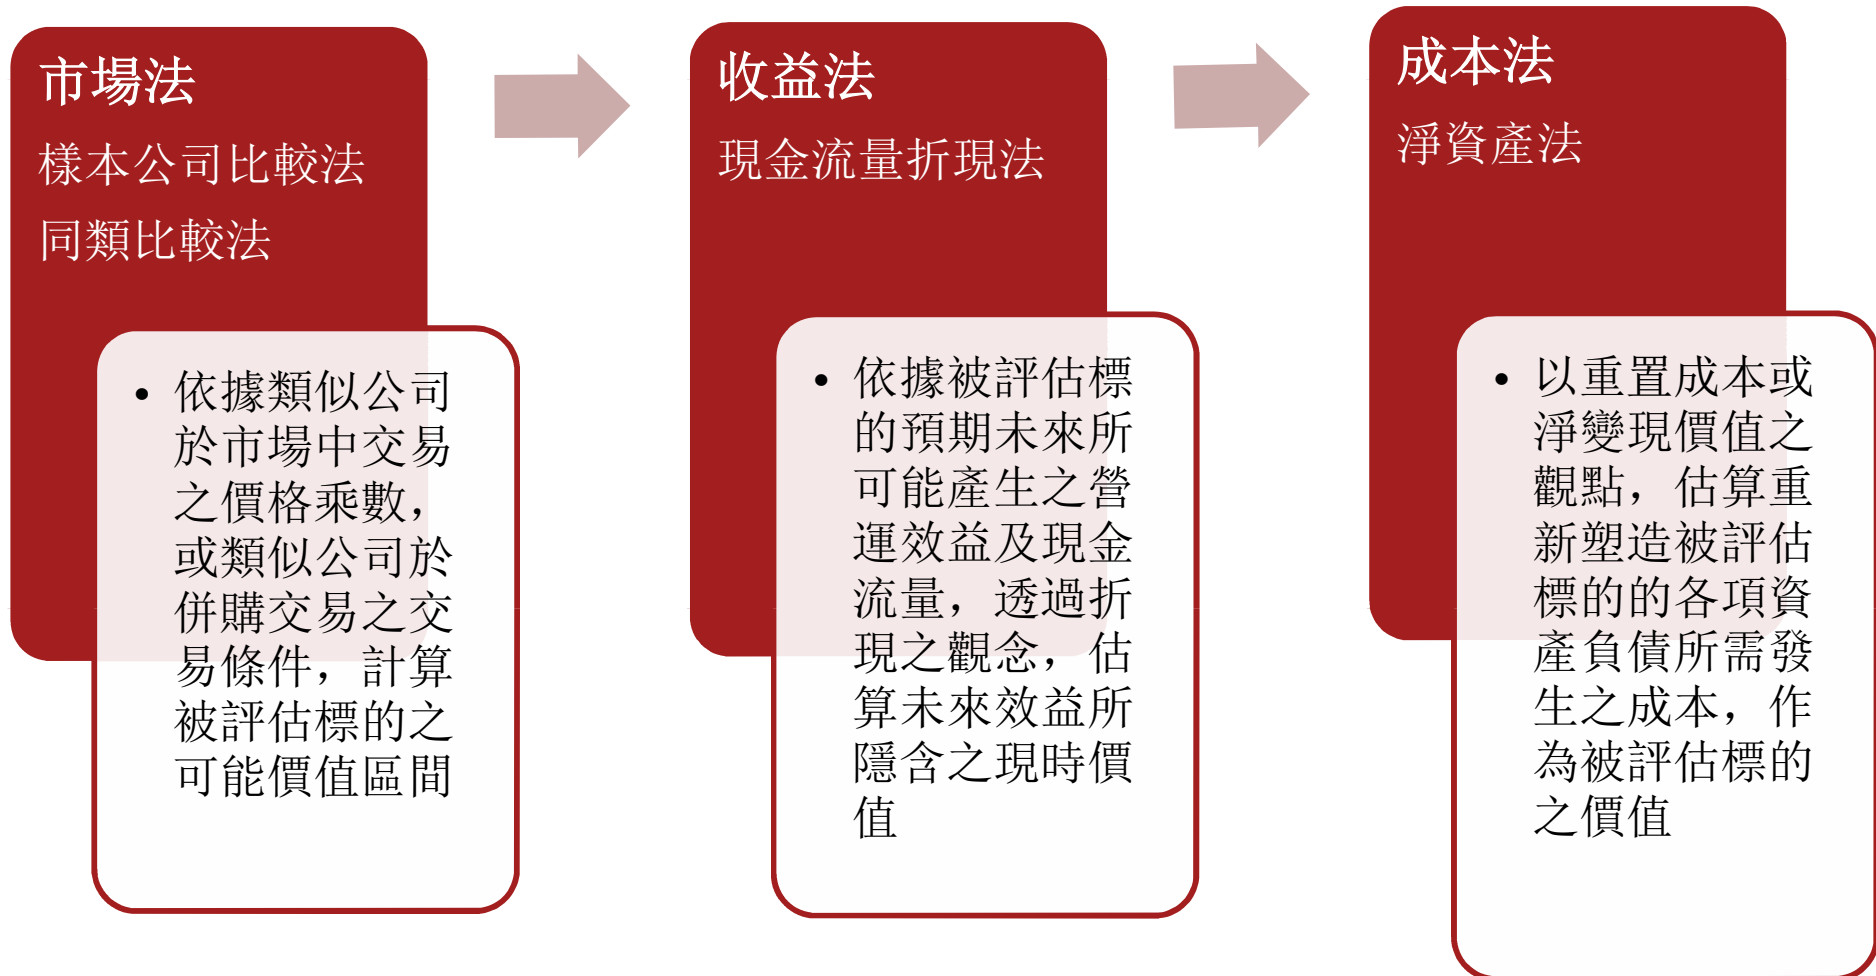 市場法
樣本公司比較法
同類比較法
• 依據類似公司
於市場中交易
之價格乘數，
或類似公司於
併購交易之交
易條件，計算
被評估標的之
可能價值區間
收益法
現金流量折現法
• 依據被評估標
的預期未來所
可能產生之營
運效益及現金
流量，透過折
現之觀念，估
算未來效益所
隱含之現時價
值
成本法
淨資產法
• 以重置成本或
淨變現價值之
觀點，估算重
新塑造被評估
標的的各項資
產負債所需發
生之成本，作
為被評估標的
之價值